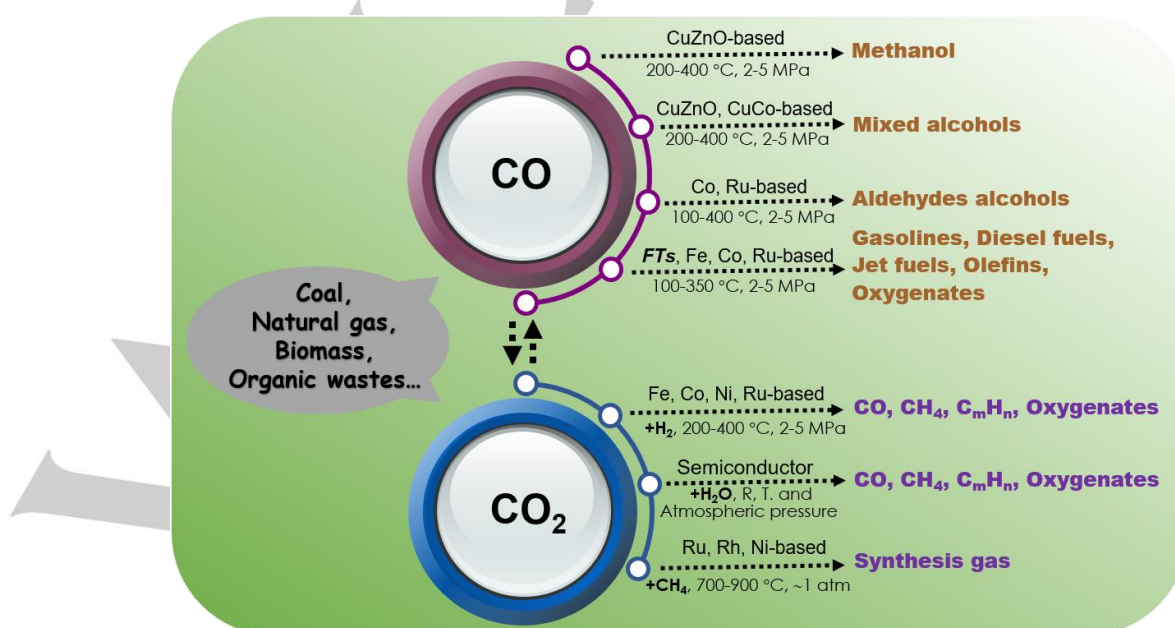 CuZnO-based
200-400 °C, 2-5 MPa
Methanol
CuZnO, CuCo-based
200-400 °C, 2-5 MPa
Mixed alcohols
CO
Co, Ru-based
100-400 °C, 2-5 MPa
Aldehydes alcohols
FTs, Fe, Co, Ru-based
100-350 °C, 2-5 MPa
Gasolines, Diesel fuels,
Jet fuels, Olefins,
Oxygenates
Coal,
Natural gas,
Biomass,
Organic wastes...
Fe, Co, Ni, Ru-based
+H₂, 200-400 °C, 2-5 MPa
CO, CH₄, CₘHₙ, Oxygenates
CO₂
Semiconductor
+H₂O, R, T. and
Atmospheric pressure
CO, CH₄, CₘHₙ, Oxygenates
Ru, Rh, Ni-based
+CH₄, 700-900 °C, ~1 atm
Synthesis gas